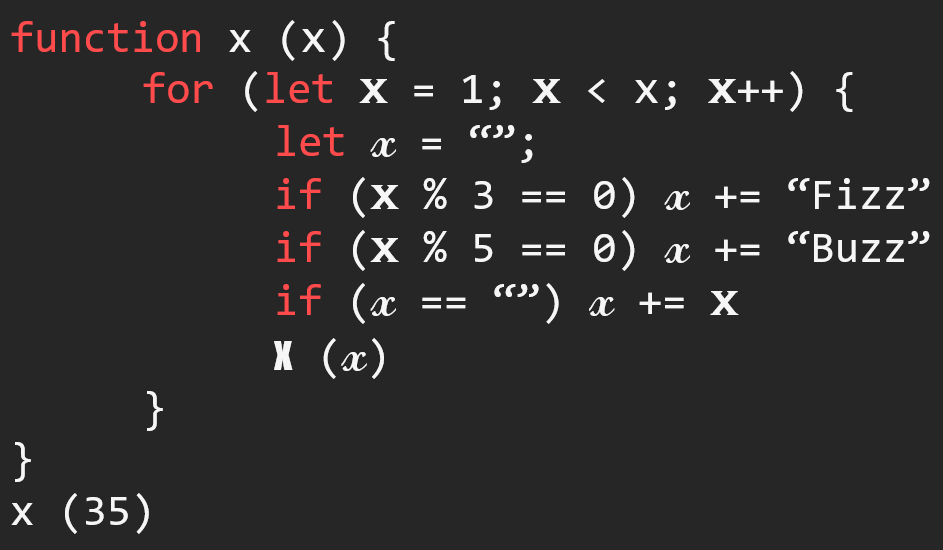 function x (x) {
for (let 𝐱 = 1; 𝐱 < x; 𝐱++) {
let 𝓍 = “”;
if (𝐱 % 3 == 0) 𝓍 += “Fizz”
if (𝐱 % 5 == 0) 𝓍 += “Buzz”
if (𝓍 == “”) 𝓍 += 𝐱
𝗫 (𝓍)
}
}
x (35)